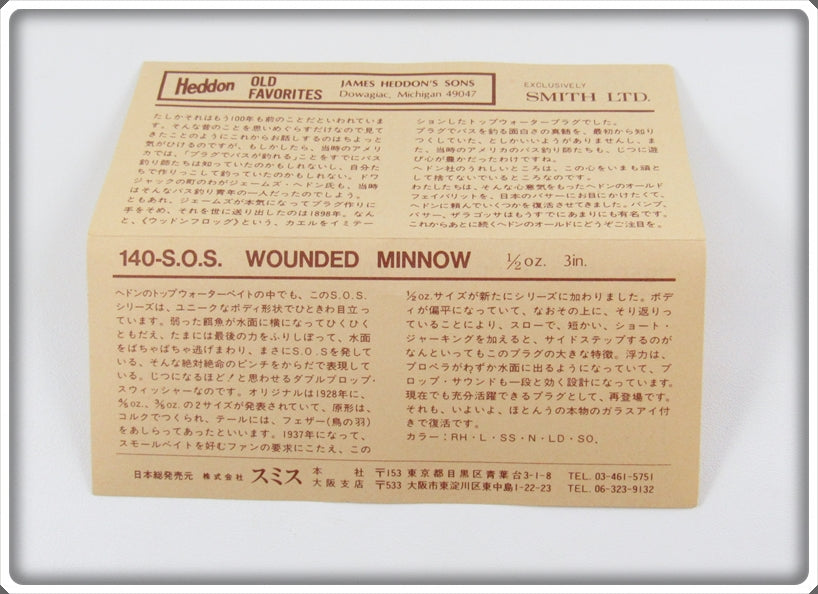 Heddon OLD FAVORITES
JAMES HEDDON'S SONS
Dowagiac, Michigan 49047
EXCLUSIVELY
SMITH LTD.
たしかそれはもう100年も前のことだといわれていま
す。そんな昔のことを思いめぐらすだけなので見て
きたことのようにこれからお話しするのはちょっと
気がひけるのですが、もしかしたら、当時のアメリ
カでは、「プラグでバスが釣れる」ことをすでにバス
釣り師たちは知っていたのかもしれないし、自分た
ちで作っこして釣っていたのかもしれない。ドワ
ジャックの町のわがジェームズ・ヘドン氏も、当時
はそんなバス釣り青年の一人だったのでしょう。
ともあれ、ジェームズが本気になってプラグ作りに
手をそめ、それを世に送り出したのは1898年。なん
と、《ウッドンフロッグ》という、カエルをイミテー
ションしたトップウォータープラグでした。
プラグでバスを釣る面白さの真髄を、最初から知り
つくしていた、としかいいようがありませんし、ま
た、当時のアメリカのバス釣り師たちも、じつに遊
び心が豊かだったわけですね。
ヘドン社のうれしいところは、この心をいまも頑と
して捨てないでいるところなのです。
わたしたちは、そんな心意気をもったヘドンのオールド
フェイバリットを、日本のバサーにお目にかけたくて、
ヘドンに頼んでいくつかを復活させてきました。バンプ、
バサー、ザラゴッサはもうすでにあまりにも有名です。
これからあとに続くヘドンのオールドにどうぞご注目を。
140-S.O.S. WOUNDED MINNOW ½oz. 3in.
ヘドンのトップウォーターベイトの中でも、このS.O.S.
シリーズは、ユニークなボディ形状でひときわ目立っ
ています。弱った餌魚が水面に横になってひくひく
ともだえ、たまには最後の力をふりしぼって、水面
をばちゃばちゃ逃げまわり、まさにS.O.Sを発して
いる、そんな絶対絶命のピンチをからだで表現して
いる。じつになるほど!と思わせるダブルプロップ・
スウィッシャーなのです。オリジナルは1928年に、
⅘oz.、⅗oz.の2サイズが発表されていて、原形は、
コルクでつくられ、テールには、フェザー(鳥の羽)
をあしらってあったといいます。1937年になって、
スモールベイトを好むファンの要求にこたえ、この
½oz.サイズが新たにシリーズに加わりました。ボデ
ィが偏平になっていて、なおその上に、そり返りっ
ていることにより、スローで、短かい、ショート・
ジャーキングを加えると、サイドステップするのが
なんといってもこのプラグの大きな特徴。浮力は、
プロペラがわずか水面に出るようになっていて、プ
ロップ・サウンドも一段と効く設計になっています。
現在でも充分活躍できるプラグとして、再登場です。
それも、いよいよ、ほとんうの本物のガラスアイ付
きで復活です。
カラー：RH・L・SS・N・LD・SO、
日本総発売元 株式会社 スミス 本社 〒153 東京都目黒区青葉台3-1-8 TEL. 03-461-5751
大阪支店 〒533 大阪市東淀川区東中島1-22-23 TEL. 06-323-9132